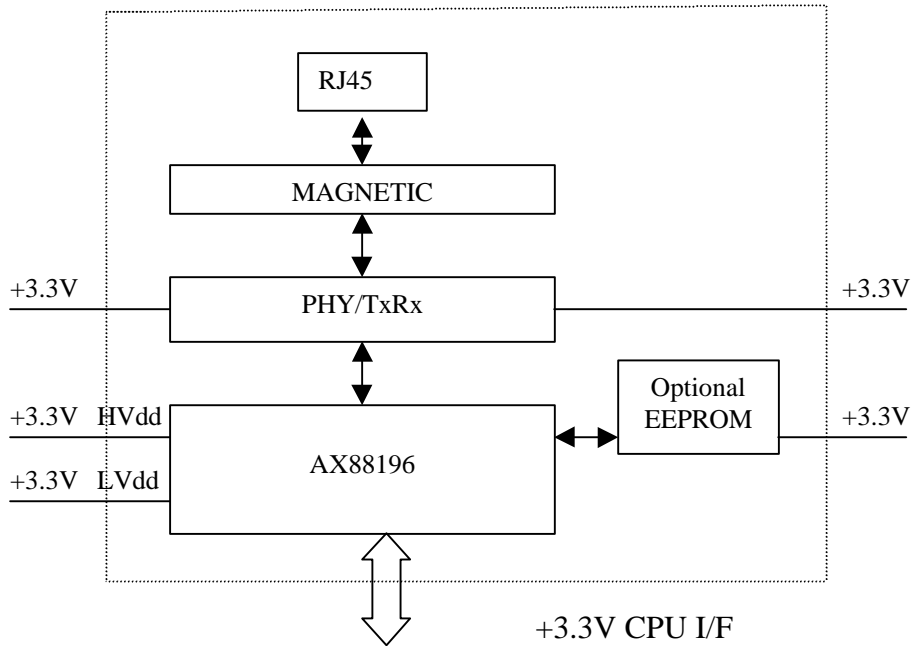 RJ45
MAGNETIC
+3.3V
PHY/TxRx
+3.3V
Optional
EEPROM
+3.3V HVdd
+3.3V
AX88196
+3.3V LVdd
+3.3V CPU I/F